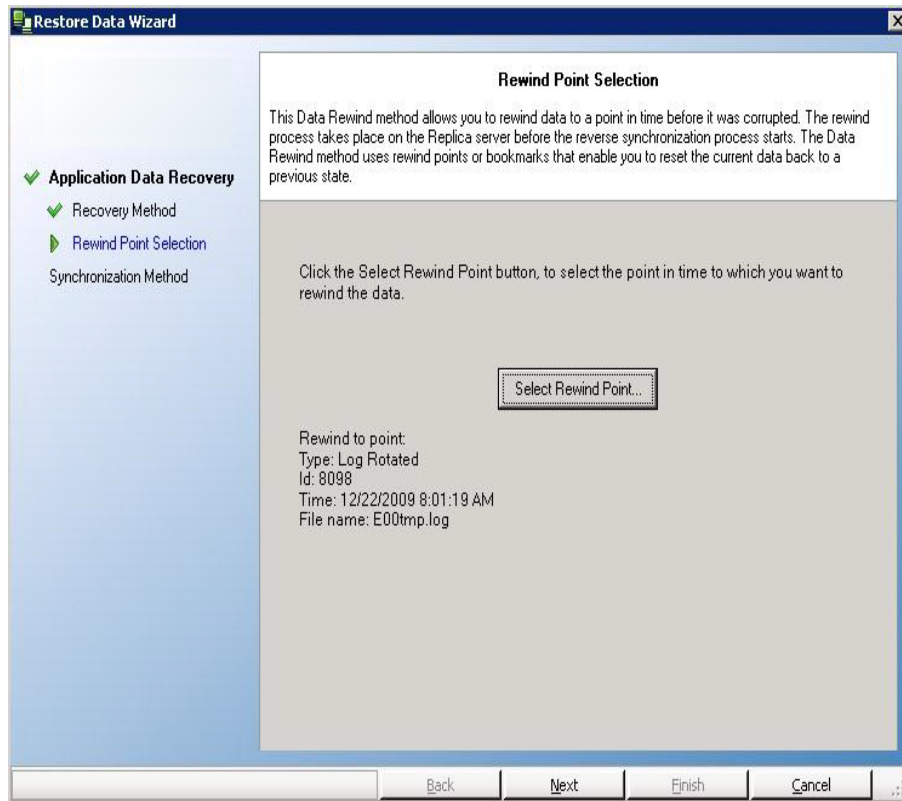 Restore Data Wizard
Application Data Recovery
Recovery Method
Rewind Point Selection
Synchronization Method
Rewind Point Selection
This Data Rewind method allows you to rewind data to a point in time before it was corrupted. The rewind
process takes place on the Replica server before the reverse synchronization process starts. The Data
Rewind method uses rewind points or bookmarks that enable you to reset the current data back to a
previous state.
Click the Select Rewind Point button, to select the point in time to which you want to
rewind the data.
Select Rewind Point...
Rewind to point:
Type: Log Rotated
Id: 8098
Time: 12/22/2009 8:01:19 AM
File name: E00tmp.log
Back
Next
Finish
Cancel